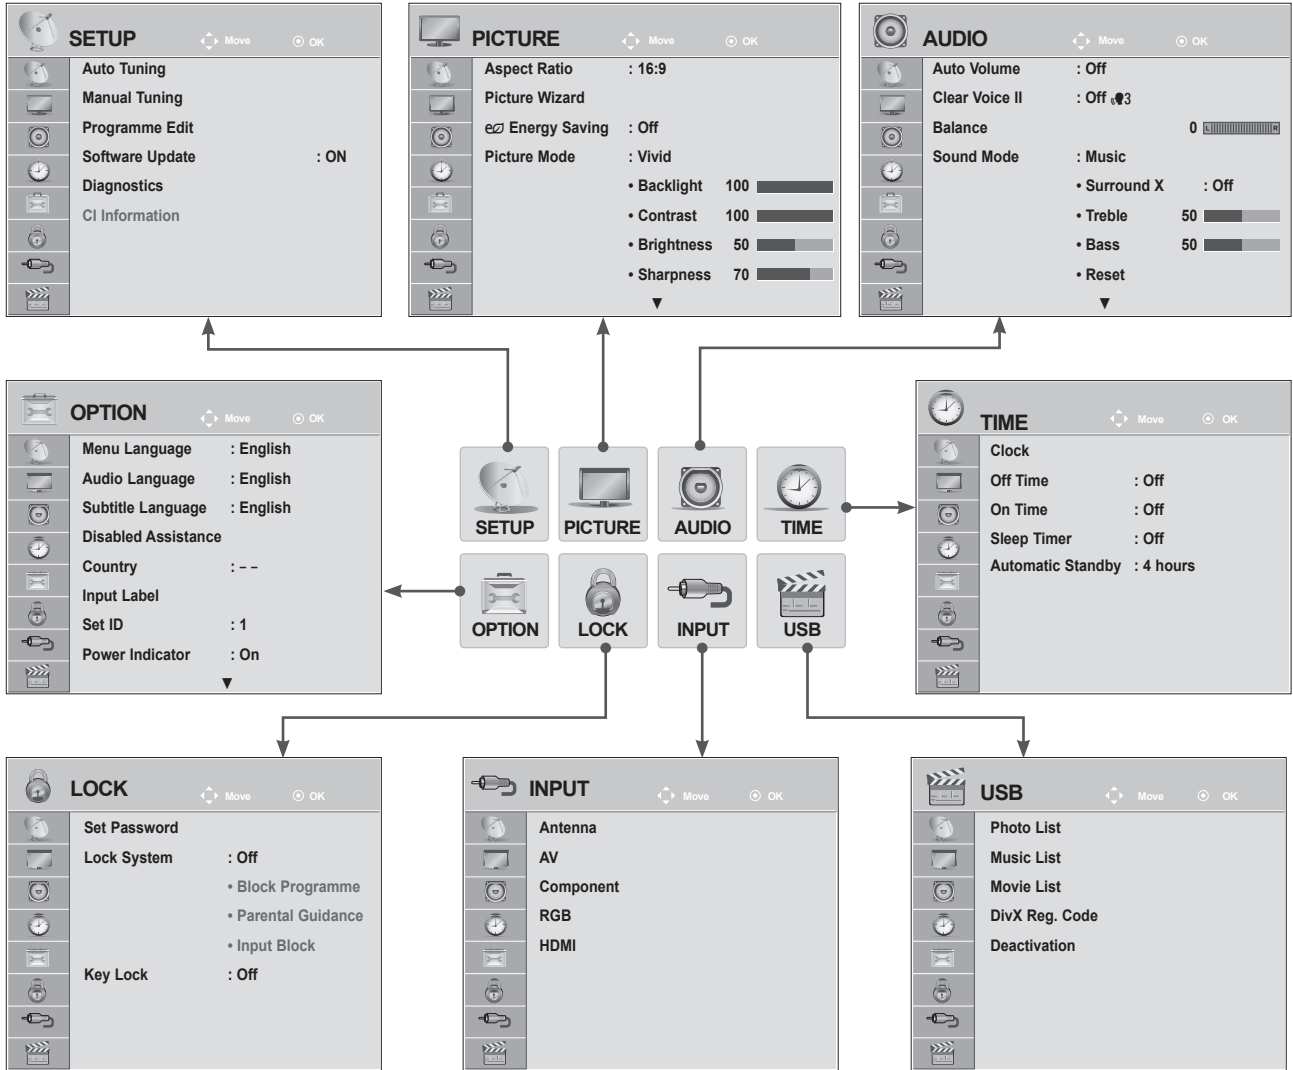 SETUP
Move
OK
Auto Tuning
Manual Tuning
Programme Edit
Software Update : ON
Diagnostics
CI Information
PICTURE
Move
OK
Aspect Ratio : 16:9
Picture Wizard
Energy Saving : Off
Picture Mode : Vivid
• Backlight 100
• Contrast 100
• Brightness 50
• Sharpness 70
▼
AUDIO
Move
OK
Auto Volume : Off
Clear Voice II : Off 3
Balance 0 L R
Sound Mode : Music
• Surround X : Off
• Treble 50
• Bass 50
• Reset
▼
OPTION
Move
OK
Menu Language : English
Audio Language : English
Subtitle Language : English
Disabled Assistance
Country : – –
Input Label
Set ID : 1
Power Indicator : On
▼
SETUP
PICTURE
AUDIO
TIME
OPTION
LOCK
INPUT
USB
TIME
Move
OK
Clock
Off Time : Off
On Time : Off
Sleep Timer : Off
Automatic Standby : 4 hours
LOCK
Move
OK
Set Password
Lock System : Off
• Block Programme
• Parental Guidance
• Input Block
Key Lock : Off
INPUT
Move
OK
Antenna
AV
Component
RGB
HDMI
USB
Move
OK
Photo List
Music List
Movie List
DivX Reg. Code
Deactivation